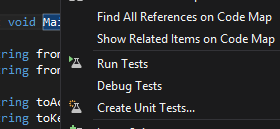 void Mai
Find All References on Code Map
Show Related Items on Code Map
ring from
Run Tests
ring from
Debug Tests
ring toAc
Create Unit Tests...
ring toKe